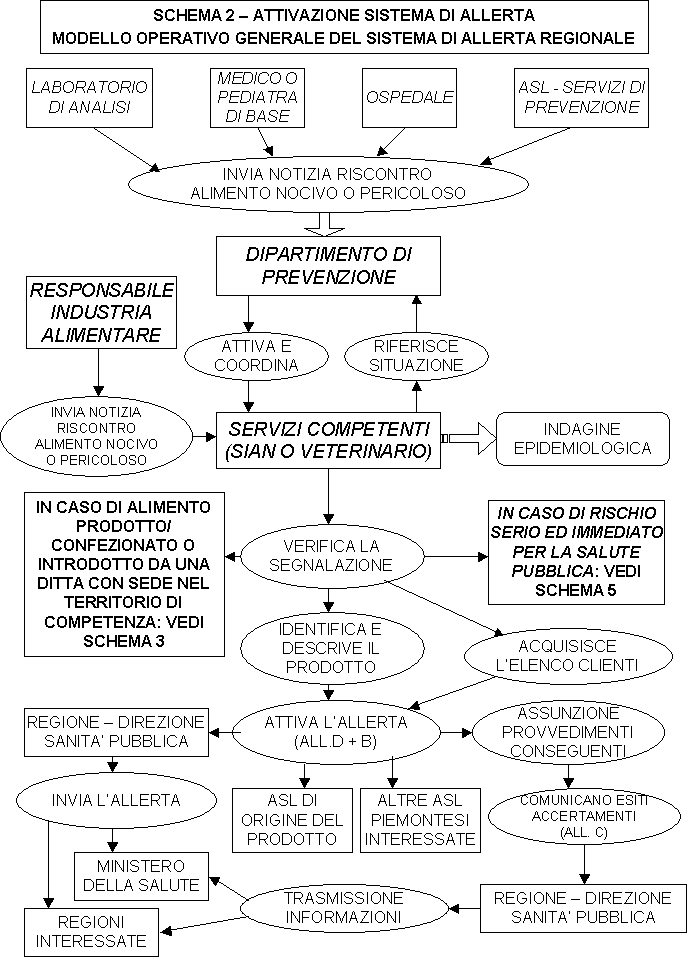 SCHEMA 2 – ATTIVAZIONE SISTEMA DI ALLERTA
MODELLO OPERATIVO GENERALE DEL SISTEMA DI ALLERTA REGIONALE
LABORATORIO
DI ANALISI
MEDICO O
PEDIATRA
DI BASE
OSPEDALE
ASL - SERVIZI DI
PREVENZIONE
INVIA NOTIZIA RISCONTRO
ALIMENTO NOCIVO O PERICOLOSO
DIPARTIMENTO DI
PREVENZIONE
RESPONSABILE
INDUSTRIA
ALIMENTARE
ATTIVA E
COORDINA
RIFERISCE
SITUAZIONE
INVIA NOTIZIA
RISCONTRO
ALIMENTO NOCIVO
O PERICOLOSO
SERVIZI COMPETENTI
(SIAN O VETERINARIO)
INDAGINE
EPIDEMIOLOGICA
IN CASO DI ALIMENTO
PRODOTTO/
CONFEZIONATO O
INTRODOTTO DA UNA
DITTA CON SEDE NEL
TERRITORIO DI
COMPETENZA: VEDI
SCHEMA 3
VERIFICA LA
SEGNALAZIONE
IN CASO DI RISCHIO
SERIO ED IMMEDIATO
PER LA SALUTE
PUBBLICA: VEDI
SCHEMA 5
IDENTIFICA E
DESCRIVE IL
PRODOTTO
ACQUISISCE
L'ELENCO CLIENTI
REGIONE – DIREZIONE
SANITA' PUBBLICA
ATTIVA L'ALLERTA
(ALL.D + B)
ASSUNZIONE
PROVVEDIMENTI
CONSEGUENTI
INVIA L'ALLERTA
ASL DI
ORIGINE DEL
PRODOTTO
ALTRE ASL
PIEMONTESI
INTERESSATE
COMUNICANO ESITI
ACCERTAMENTI
(ALL. C)
MINISTERO
DELLA SALUTE
TRASMISSIONE
INFORMAZIONI
REGIONE – DIREZIONE
SANITA' PUBBLICA
REGIONI
INTERESSATE